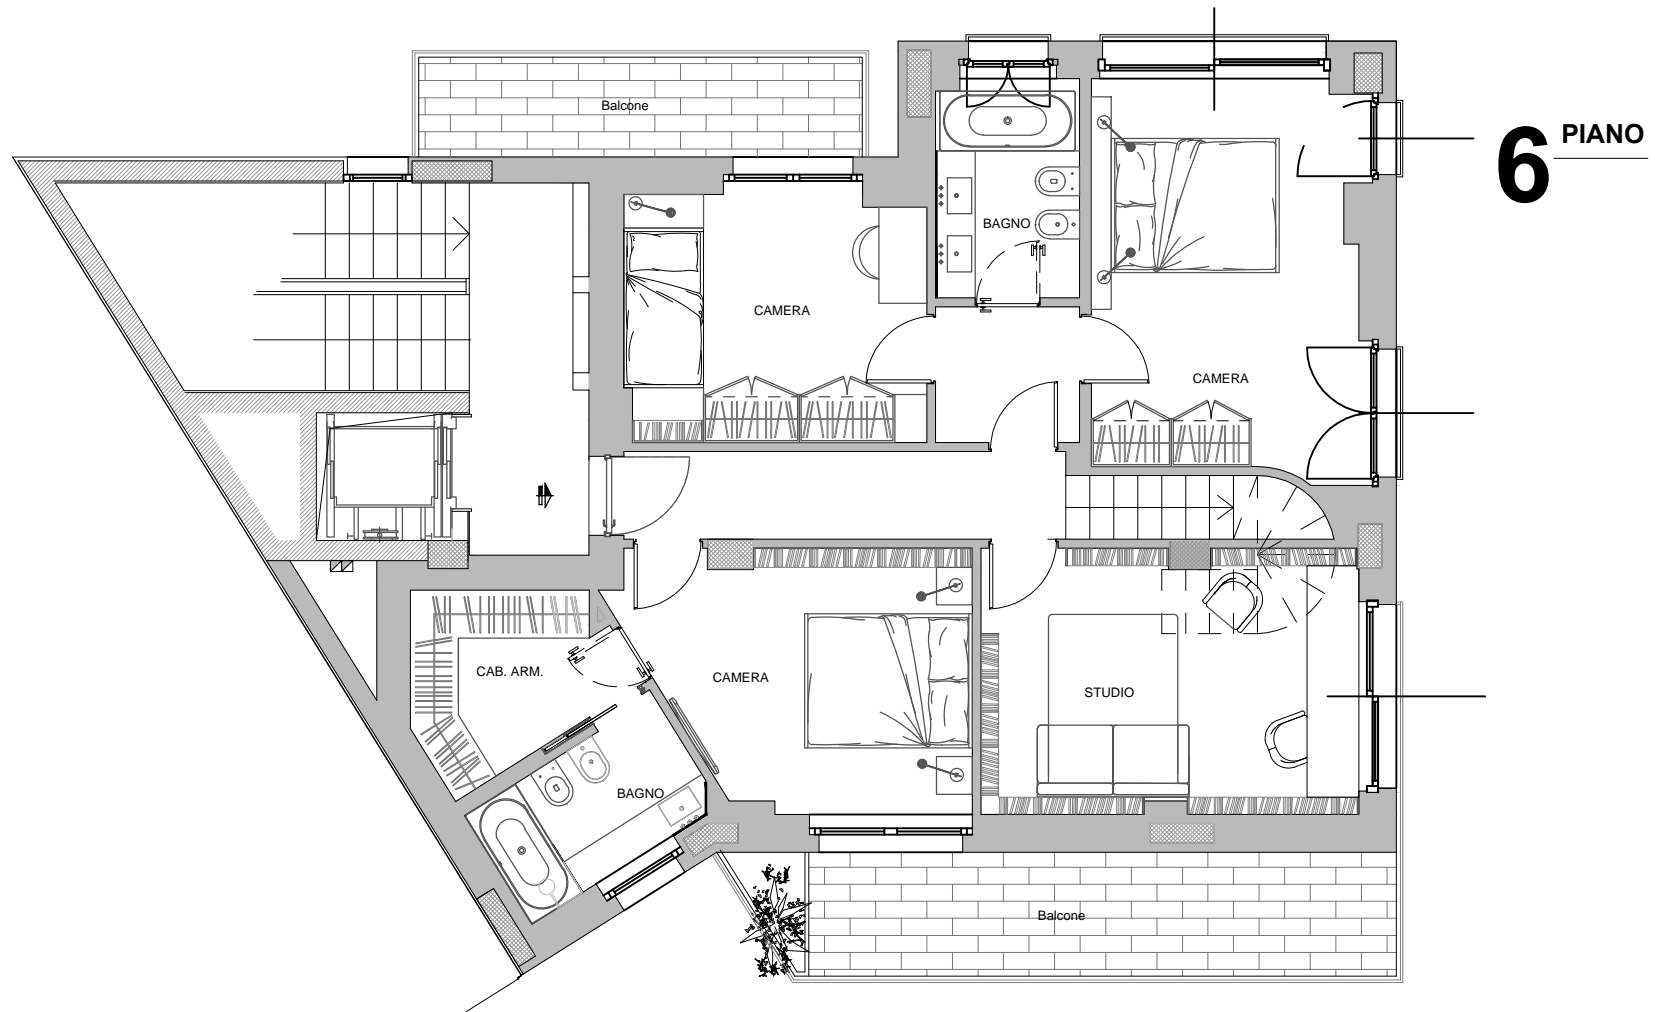 Balcone
6 PIANO
BAGNO
CAMERA
CAMERA
CAB. ARM.
CAMERA
STUDIO
BAGNO
Balcone